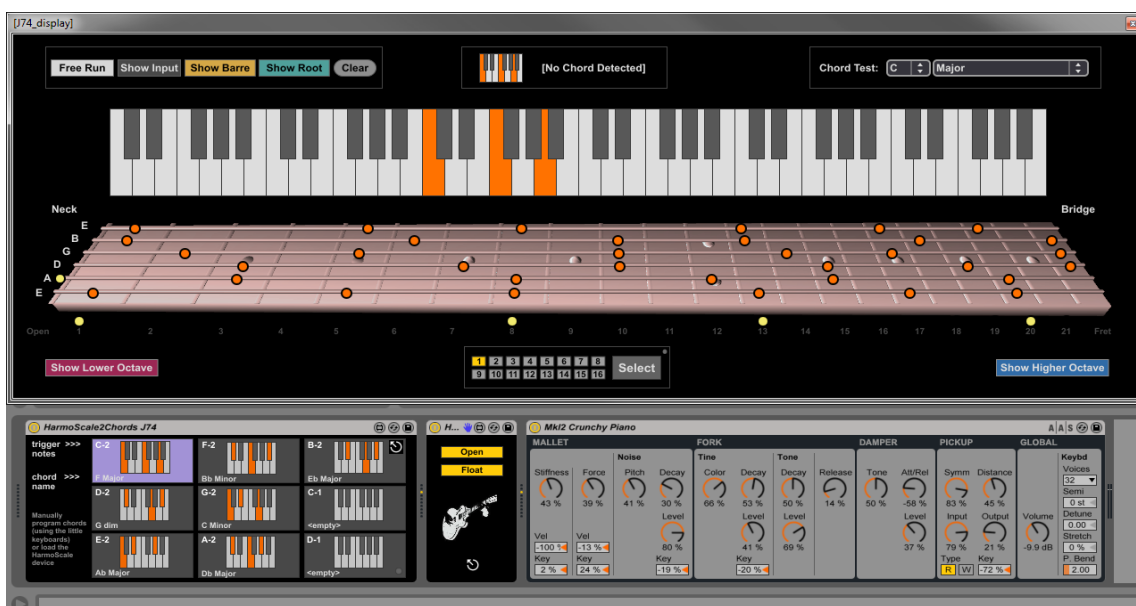 [J74_display]
Free Run Show Input Show Barre Show Root Clear
[No Chord Detected]
Chord Test: C Major
Neck
Bridge
E
B
G
D
A
E
Open 1 2 3 4 5 6 7 8 9 10 11 12 13 14 15 16 17 18 19 20 21 Fret
Show Lower Octave
1 2 3 4 5 6 7 8
9 10 11 12 13 14 15 16
Select
Show Higher Octave
HarmoScale2Chords J74
trigger >>>
notes
chord >>>
name
Manually
program chords
(using the little
keyboards)
or load the
HarmoScale
device
C-2
F Major
F-2
Bb Minor
B-2
Eb Major
D-2
G dim
G-2
C Minor
C-1
<empty>
E-2
Ab Major
A-2
Db Major
D-1
<empty>
H...
Open
Float
Mkl2 Crunchy Piano
A A S
MALLET FORK DAMPER PICKUP GLOBAL
Noise Tine Tone Keybd
Stiffness Force Pitch Decay Color Decay Decay Release Tone Att/Rel Symm Distance Voices
32
43 % 39 % 41 % 30 % 66 % 53 % 50 % 14 % 50 % -58 % 83 % 45 %
Semi
0 st
Level Level Level Level Input Output Volume Detune
0.00
Vel Vel
-100 % -13 %
80 % 41 % 69 % 37 % 79 % 21 % -9.9 dB
Stretch
0 %
Key Key Key Key Type Key P. Bend
2 % 24 % -19 % -20 % R W -72 % 2.00